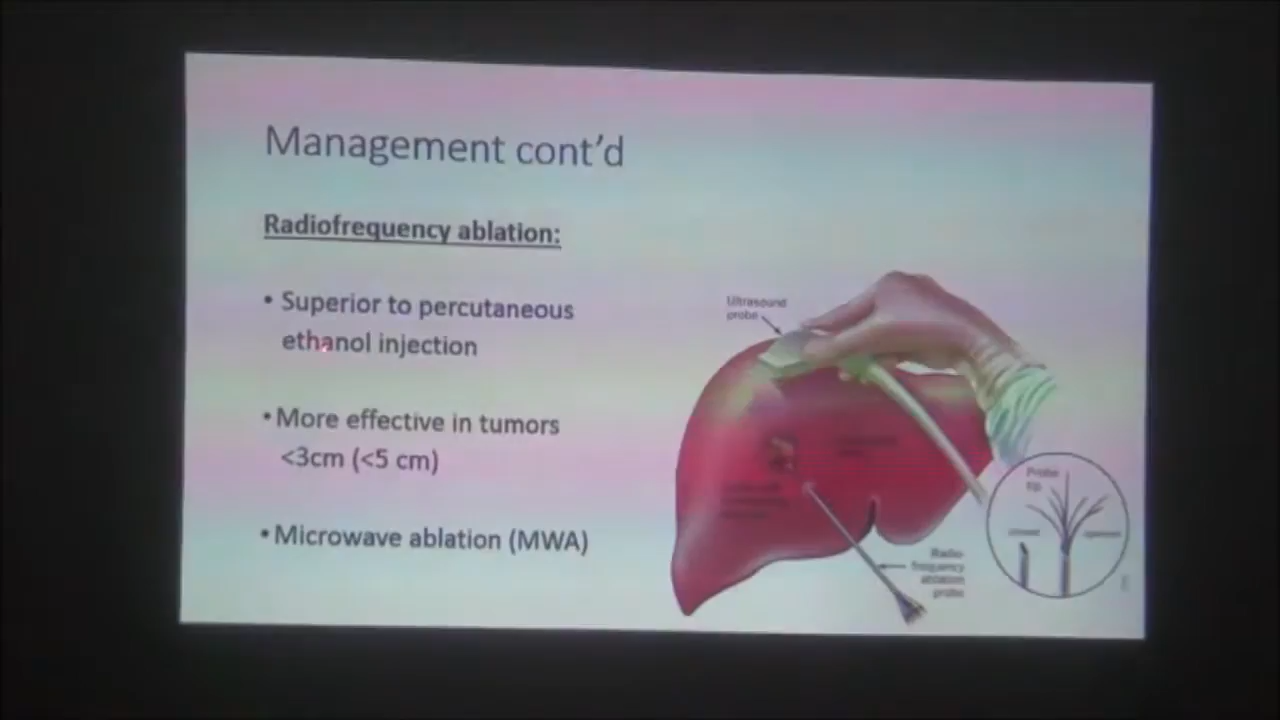 Management cont’d
Radiofrequency ablation:
• Superior to percutaneous
ethanol injection
• More effective in tumors
<3cm (<5 cm)
• Microwave ablation (MWA)
Ultrasound
probe
Probe
tip
Radio-
frequency
ablation
probe